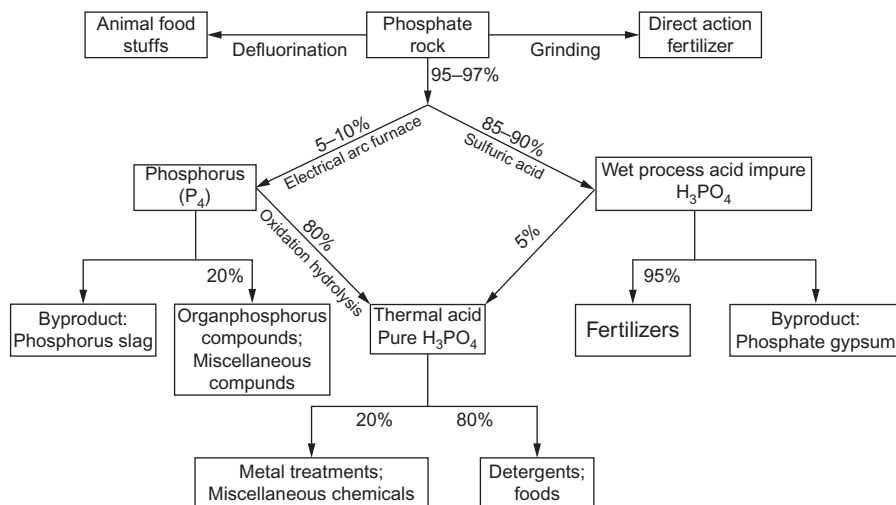 Animal food
stuffs
Defluorination
Phosphate
rock
Grinding
Direct action
fertilizer
95–97%
5–10%
Electrical arc furnace
85–90%
Sulfuric acid
Phosphorus
(P₄)
Wet process acid impure
H₃PO₄
80%
Oxidation hydrolysis
5%
20%
95%
Byproduct:
Phosphorus slag
Organphosphorus
compounds;
Miscellaneous
compunds
Thermal acid
Pure H₃PO₄
Fertilizers
Byproduct:
Phosphate gypsum
20%
80%
Metal treatments;
Miscellaneous chemicals
Detergents;
foods